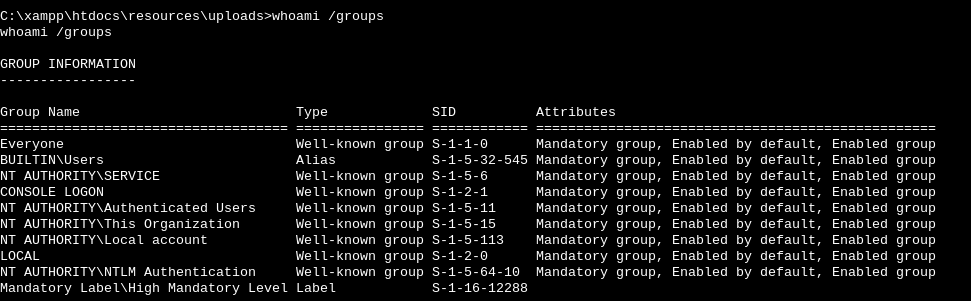 C:\xampp\htdocs\resources\uploads>whoami /groups
whoami /groups
GROUP INFORMATION
-----------------
Group Name                           Type             SID          Attributes
==================================== ================ ============ ==================================================
Everyone                             Well-known group S-1-1-0      Mandatory group, Enabled by default, Enabled group
BUILTIN\Users                        Alias            S-1-5-32-545 Mandatory group, Enabled by default, Enabled group
NT AUTHORITY\SERVICE                 Well-known group S-1-5-6      Mandatory group, Enabled by default, Enabled group
CONSOLE LOGON                        Well-known group S-1-2-1      Mandatory group, Enabled by default, Enabled group
NT AUTHORITY\Authenticated Users     Well-known group S-1-5-11     Mandatory group, Enabled by default, Enabled group
NT AUTHORITY\This Organization       Well-known group S-1-5-15     Mandatory group, Enabled by default, Enabled group
NT AUTHORITY\Local account           Well-known group S-1-5-113    Mandatory group, Enabled by default, Enabled group
LOCAL                                Well-known group S-1-2-0      Mandatory group, Enabled by default, Enabled group
NT AUTHORITY\NTLM Authentication     Well-known group S-1-5-64-10  Mandatory group, Enabled by default, Enabled group
Mandatory Label\High Mandatory Level Label            S-1-16-12288